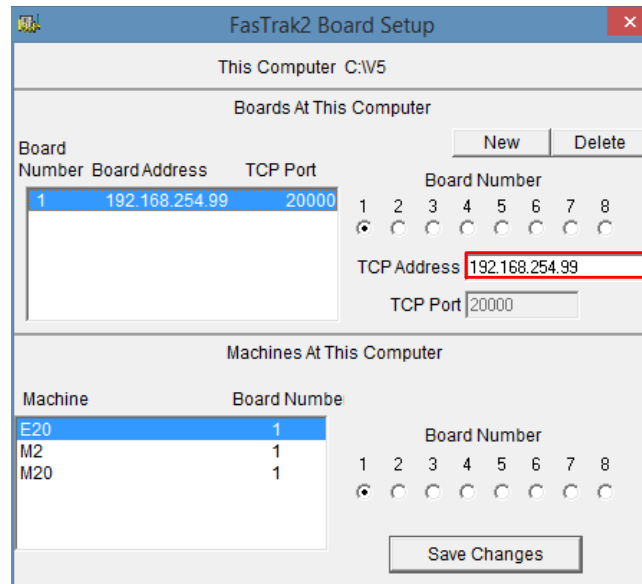 FasTrak2 Board Setup
This Computer C:\V5
Boards At This Computer
New Delete
Board
Number Board Address TCP Port
1 192.168.254.99 20000
Board Number
1 2 3 4 5 6 7 8
TCP Address 192.168.254.99
TCP Port 20000
Machines At This Computer
Machine Board Numbe
E20 1
M2 1
M20 1
Board Number
1 2 3 4 5 6 7 8
Save Changes